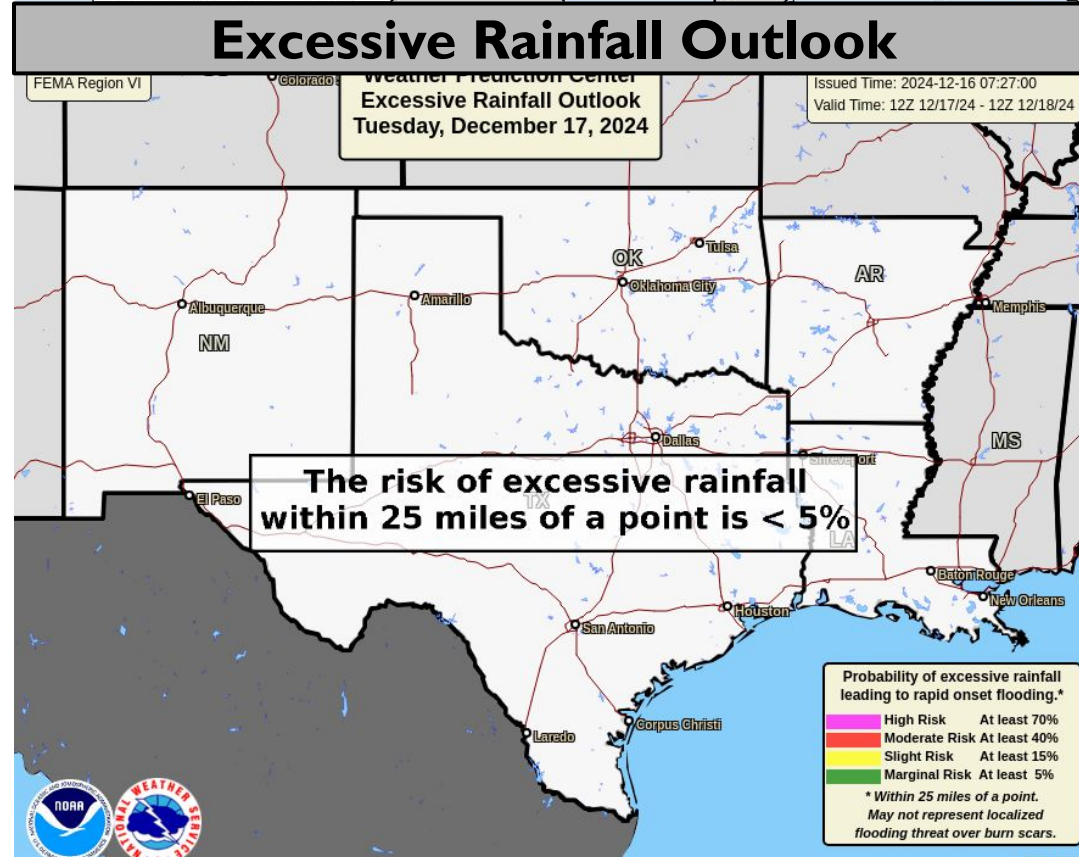 Excessive Rainfall Outlook
FEMA Region VI
Colorado
Weather Prediction Center
Excessive Rainfall Outlook
Tuesday, December 17, 2024
Issued Time: 2024-12-16 07:27:00
Valid Time: 12Z 12/17/24 - 12Z 12/18/24
Tulsa
OK
Oklahoma City
AR
Albuquerque
Amarillo
Memphis
NM
Dallas
MS
Shreveport
The risk of excessive rainfall
within 25 miles of a point is < 5%
El Paso
TX
LA
Baton Rouge
New Orleans
Houston
San Antonio
Corpus Christi
Laredo
Probability of excessive rainfall
leading to rapid onset flooding.*
High Risk At least 70%
Moderate Risk At least 40%
Slight Risk At least 15%
Marginal Risk At least 5%
* Within 25 miles of a point.
May not represent localized
flooding threat over burn scars.
NOAA
NATIONAL WEATHER SERVICE